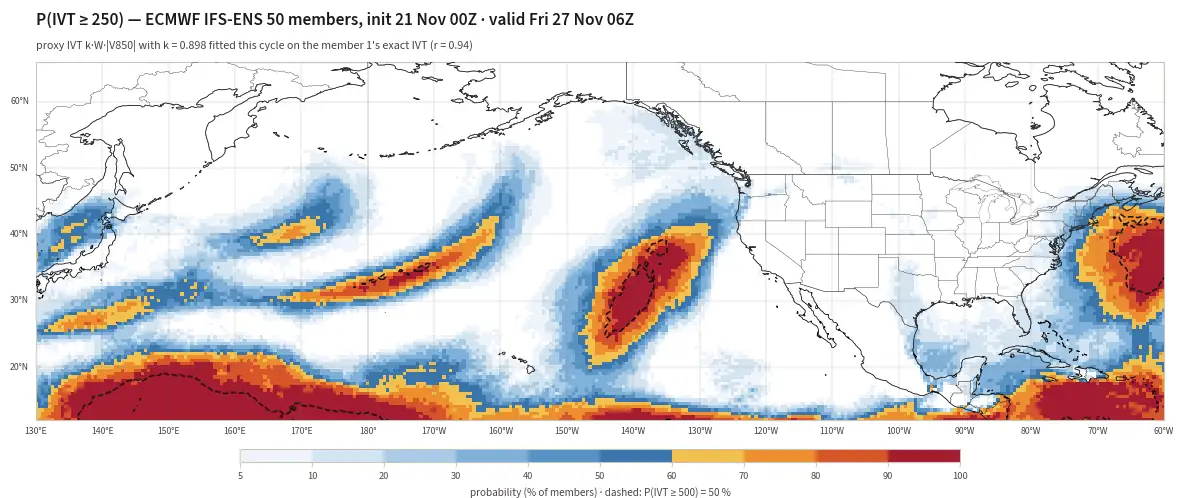 P(IVT ≥ 250) — ECMWF IFS-ENS 50 members, init 21 Nov 00Z · valid Fri 27 Nov 06Z
proxy IVT k·W·|V850| with k = 0.898 fitted this cycle on the member 1's exact IVT (r = 0.94)
60°N
50°N
40°N
30°N
20°N
130°E 140°E 150°E 160°E 170°E 180° 170°W 160°W 150°W 140°W 130°W 120°W 110°W 100°W 90°W 80°W 70°W 60°W
5 10 20 30 40 50 60 70 80 90 100
probability (% of members) · dashed: P(IVT ≥ 500) = 50 %